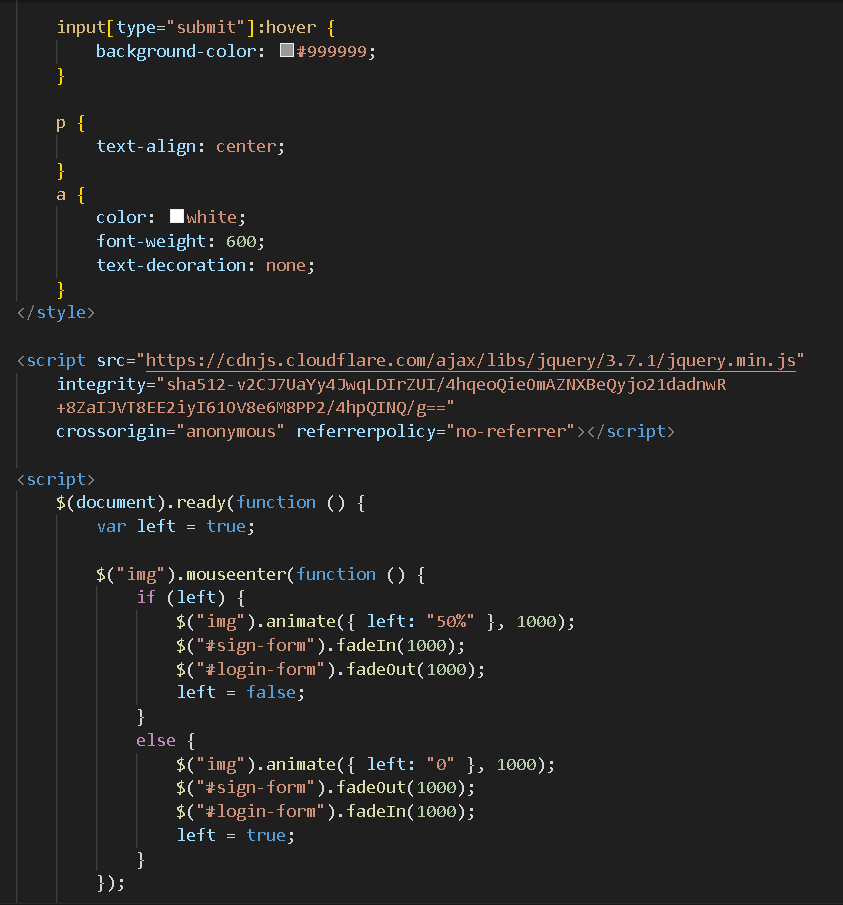 input[type="submit"]:hover {
background-color: #999999;
}
p {
text-align: center;
}
a {
color: white;
font-weight: 600;
text-decoration: none;
}
</style>
<script src="https://cdnjs.cloudflare.com/ajax/libs/jquery/3.7.1/jquery.min.js"
integrity="sha512-v2CJ7UaYy4JwqLDIrZUI/4hqeoQieOmAZNXBeQyjo21dadnwR
+8ZaIJVT8EE2iyI61OV8e6M8PP2/4hpQINQ/g=="
crossorigin="anonymous" referrerpolicy="no-referrer"></script>
<script>
$(document).ready(function () {
var left = true;
$("img").mouseenter(function () {
if (left) {
$("img").animate({ left: "50%" }, 1000);
$("#sign-form").fadeIn(1000);
$("#login-form").fadeOut(1000);
left = false;
}
else {
$("img").animate({ left: "0" }, 1000);
$("#sign-form").fadeOut(1000);
$("#login-form").fadeIn(1000);
left = true;
}
});